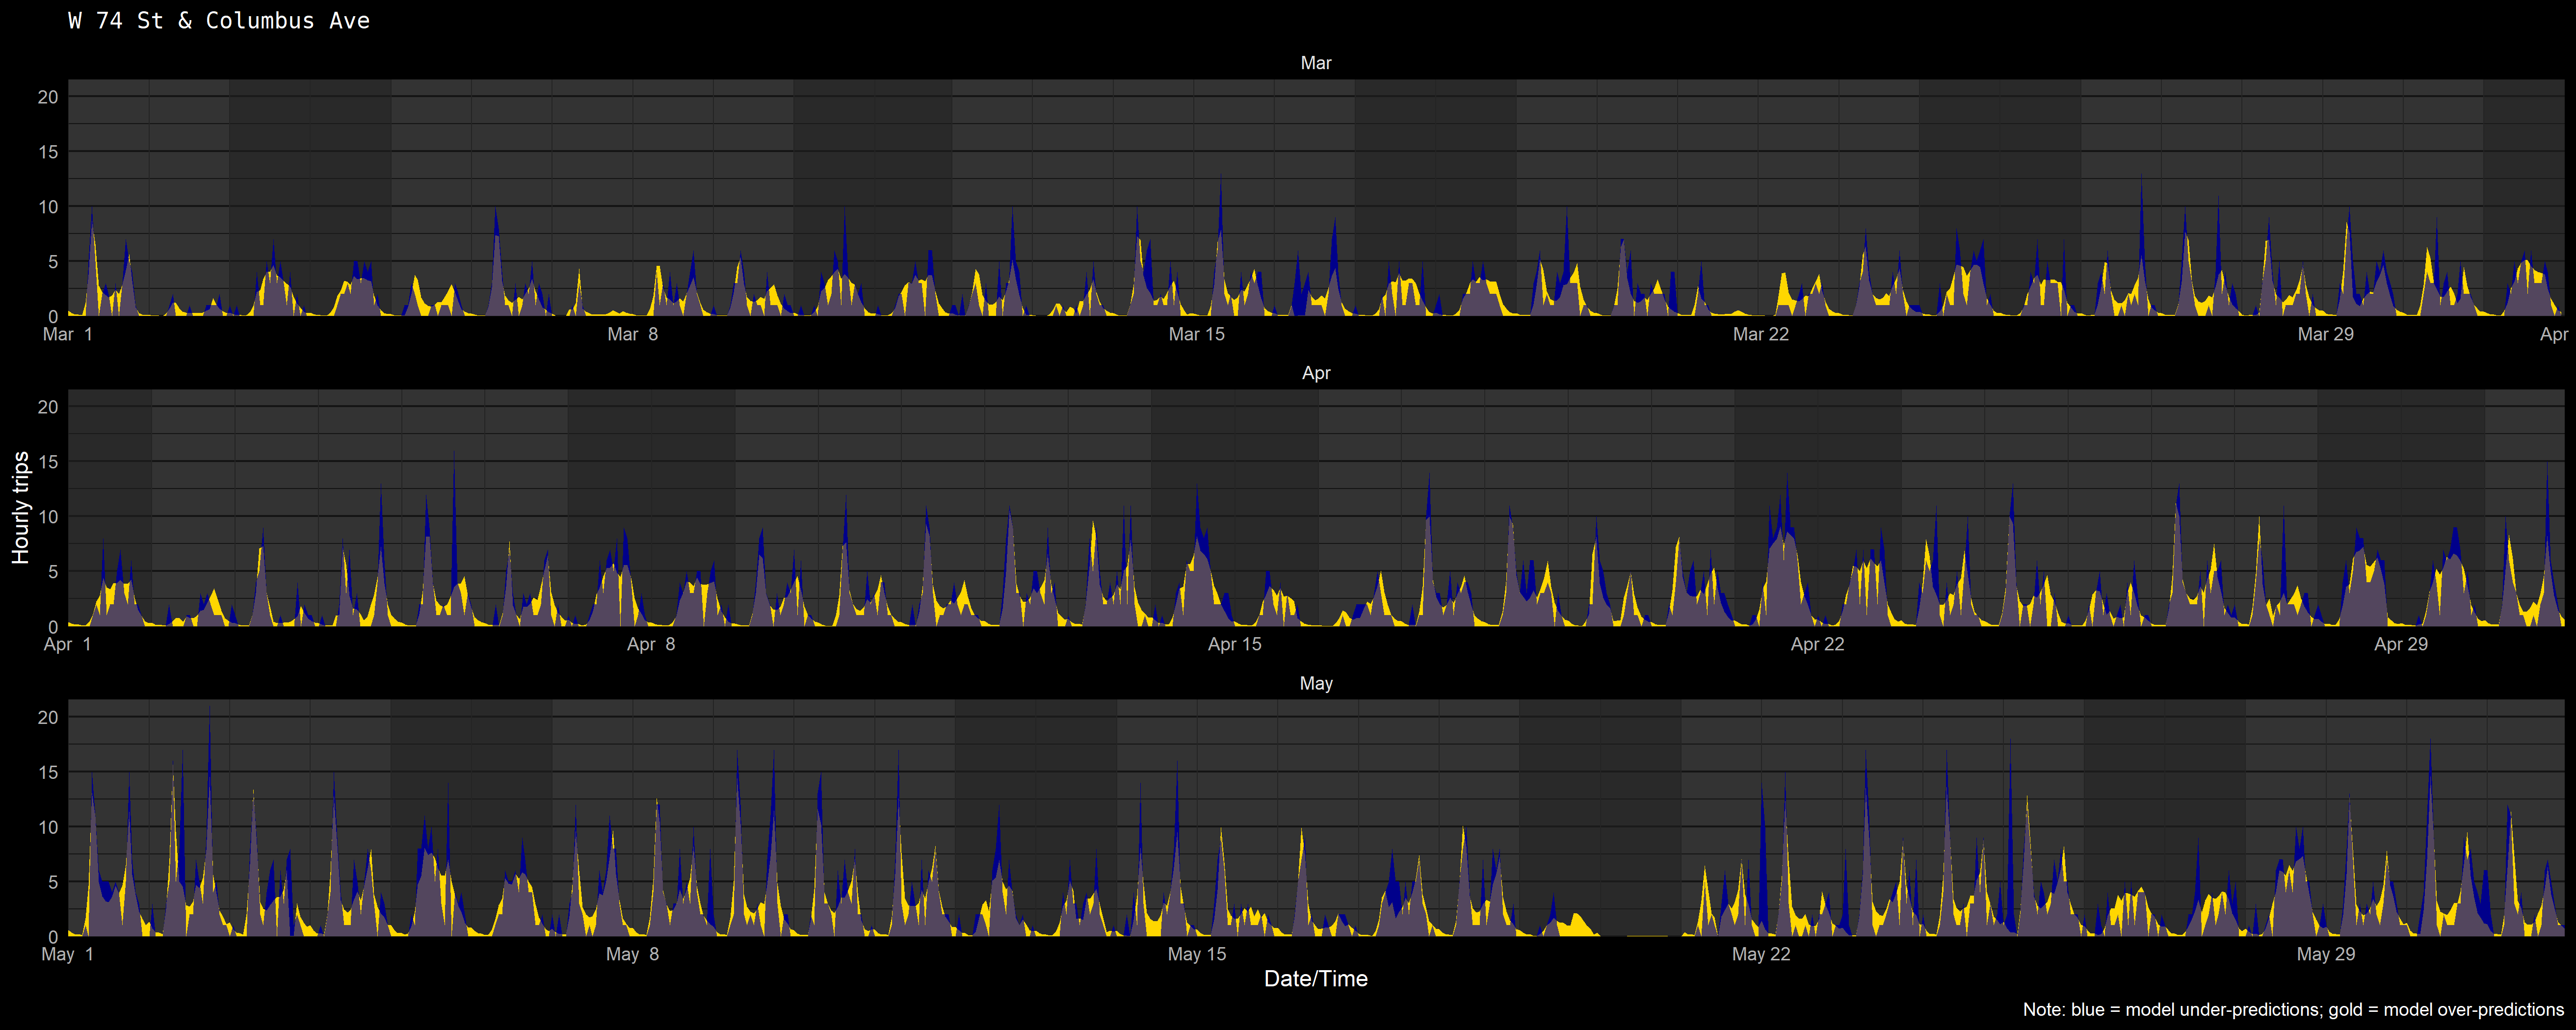 W 74 St & Columbus Ave
Mar
20
15
10
5
0
Mar 1
Mar 8
Mar 15
Mar 22
Mar 29
Apr
Apr
Hourly trips
20
15
10
5
0
Apr 1
Apr 8
Apr 15
Apr 22
Apr 29
May
20
15
10
5
0
May 1
May 8
May 15
May 22
May 29
Date/Time
Note: blue = model under-predictions; gold = model over-predictions